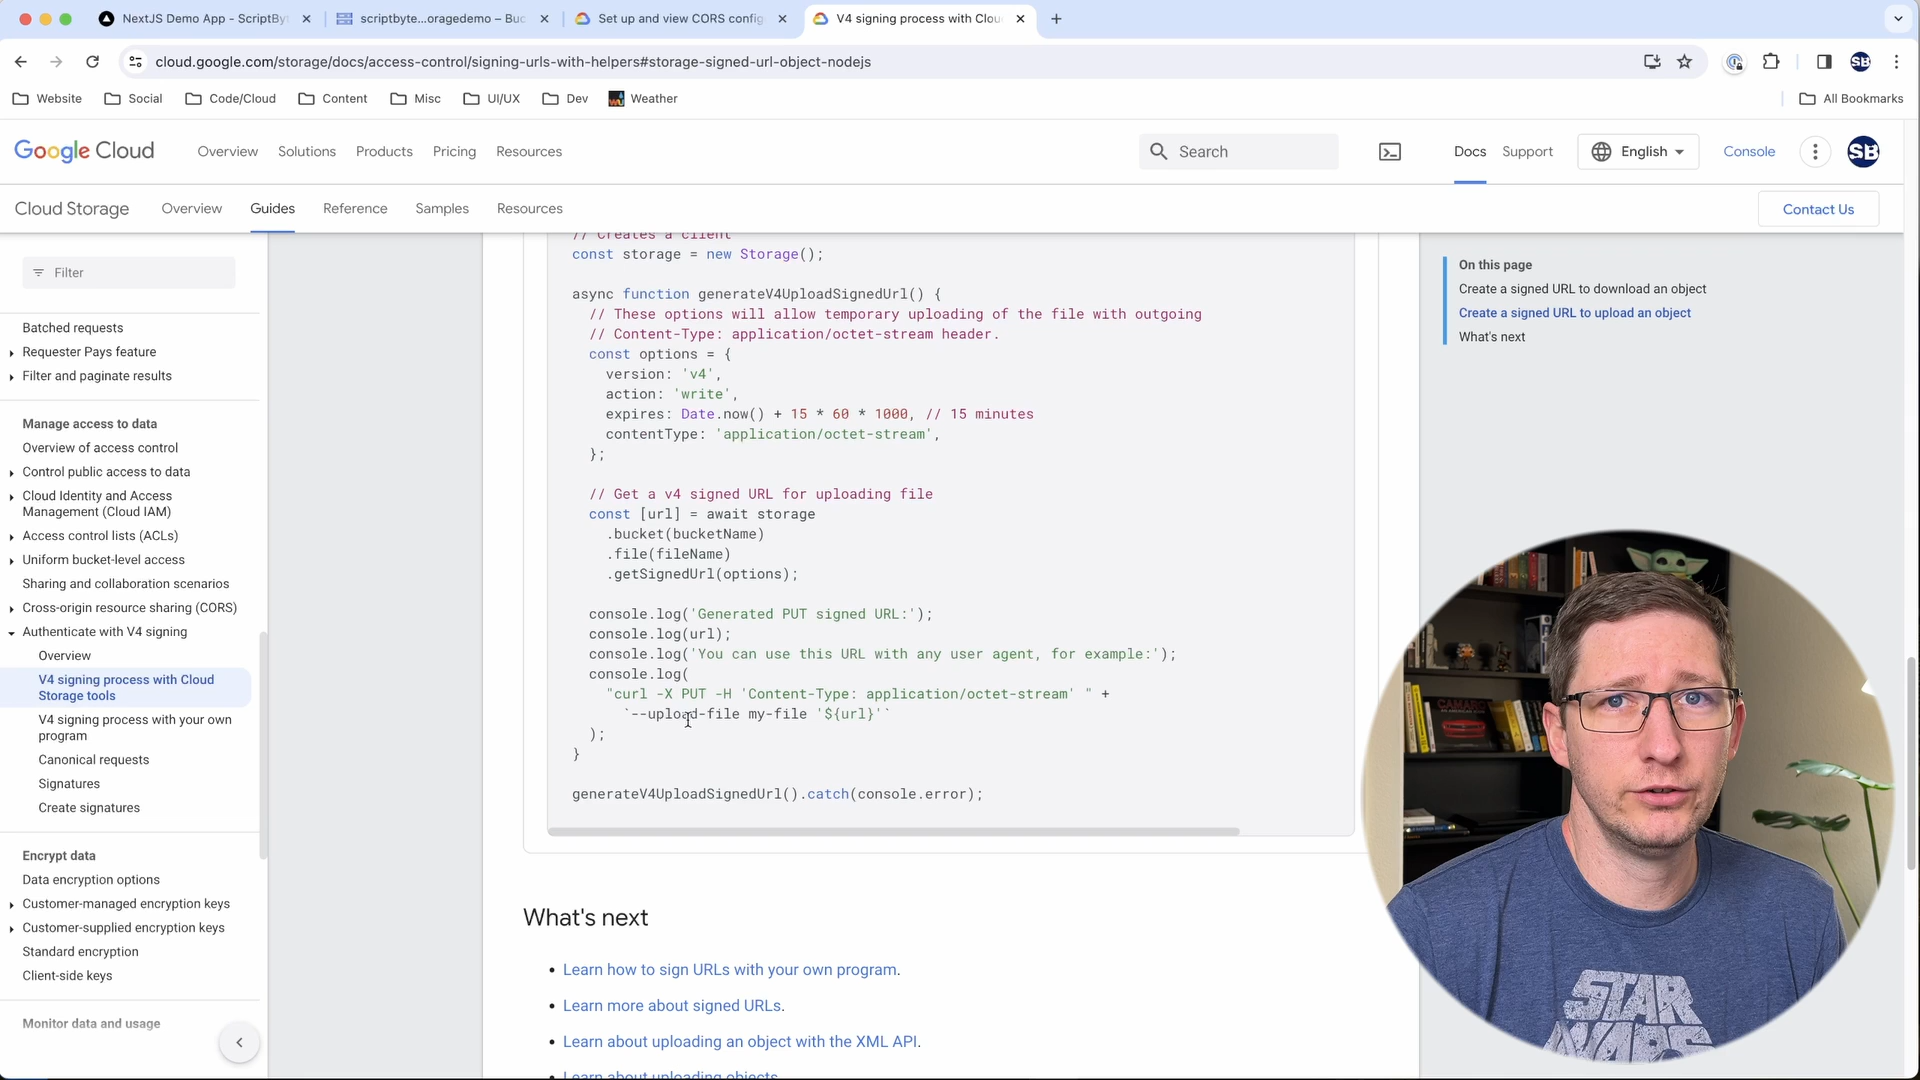 NextJS Demo App - ScriptBy
scriptbyte...oragedemo – Buc
Set up and view CORS config
V4 signing process with Clou
cloud.google.com/storage/docs/access-control/signing-urls-with-helpers#storage-signed-url-object-nodejs
SB
Website
Social
Code/Cloud
Content
Misc
UI/UX
Dev
Weather
All Bookmarks
Google Cloud
Overview
Solutions
Products
Pricing
Resources
Search
Docs
Support
English
Console
SB
Cloud Storage
Overview
Guides
Reference
Samples
Resources
Contact Us
Filter
Batched requests
Requester Pays feature
Filter and paginate results
Manage access to data
Overview of access control
Control public access to data
Cloud Identity and Access
Management (Cloud IAM)
Access control lists (ACLs)
Uniform bucket-level access
Sharing and collaboration scenarios
Cross-origin resource sharing (CORS)
Authenticate with V4 signing
Overview
V4 signing process with Cloud
Storage tools
V4 signing process with your own
program
Canonical requests
Signatures
Create signatures
Encrypt data
Data encryption options
Customer-managed encryption keys
Customer-supplied encryption keys
Standard encryption
Client-side keys
Monitor data and usage
// Creates a client
const storage = new Storage();
async function generateV4UploadSignedUrl() {
// These options will allow temporary uploading of the file with outgoing
// Content-Type: application/octet-stream header.
const options = {
version: 'v4',
action: 'write',
expires: Date.now() + 15 * 60 * 1000, // 15 minutes
contentType: 'application/octet-stream',
};
// Get a v4 signed URL for uploading file
const [url] = await storage
.bucket(bucketName)
.file(fileName)
.getSignedUrl(options);
console.log('Generated PUT signed URL:');
console.log(url);
console.log('You can use this URL with any user agent, for example:');
console.log(
"curl -X PUT -H 'Content-Type: application/octet-stream' " +
`--upload-file my-file '${url}'`
);
}
generateV4UploadSignedUrl().catch(console.error);
What's next
• Learn how to sign URLs with your own program.
• Learn more about signed URLs.
• Learn about uploading an object with the XML API.
Learn about uploading objects.
On this page
Create a signed URL to download an object
Create a signed URL to upload an object
What's next
CAMARO
STAR
WARS